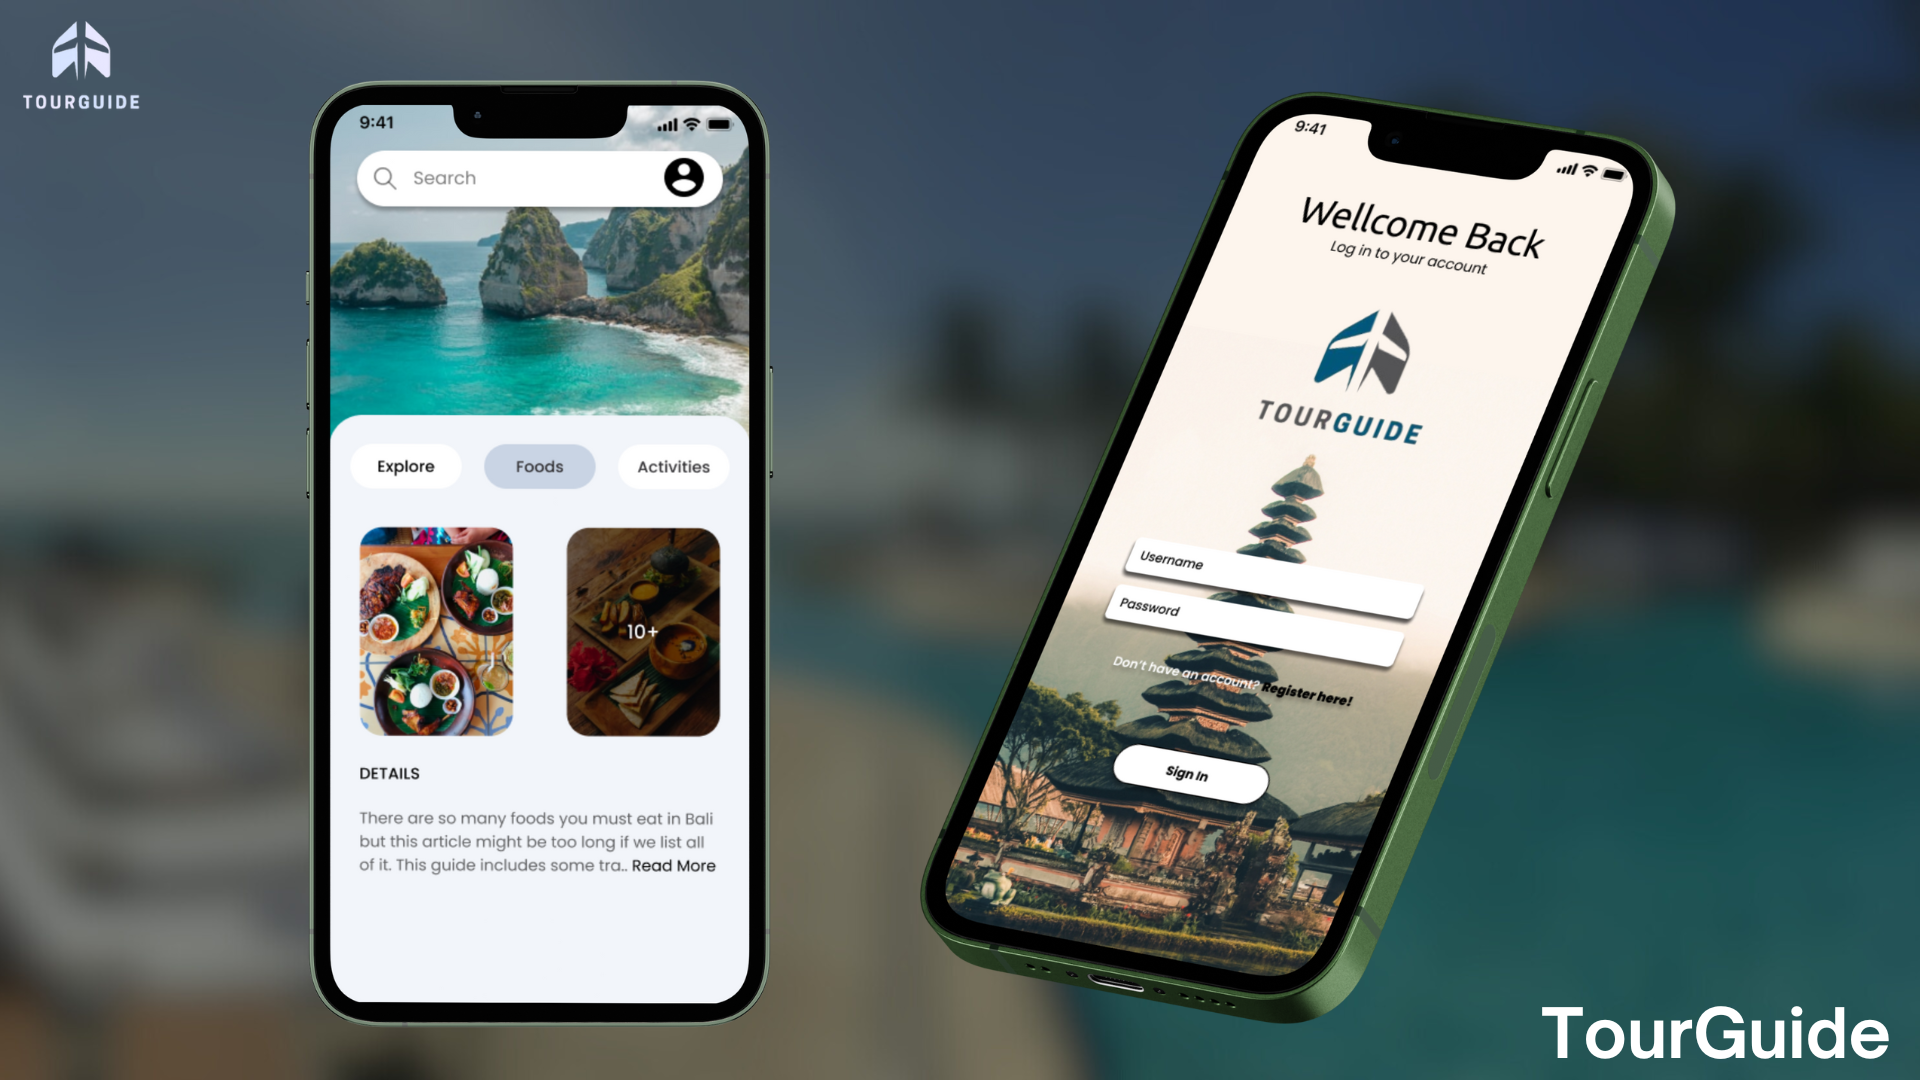 TOURGUIDE
9:41
Search
Explore
Foods
Activities
10+
DETAILS
There are so many foods you must eat in Bali
but this article might be too long if we list all
of it. This guide includes some tra.. Read More
9:41
Wellcome Back
Log in to your account
TOURGUIDE
Username
Password
Don't have an account? Register here!
Sign In
TourGuide